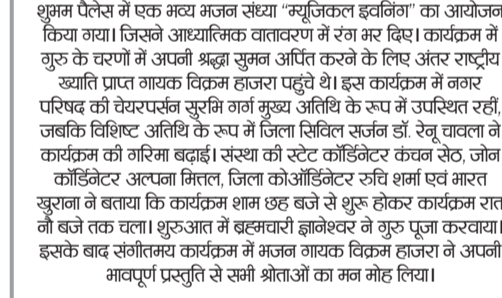 शुभम पैलेस में एक भव्य भजन संध्या “म्यूजिकल इवनिंग” का आयोजन
किया गया। जिसने आध्यात्मिक वातावरण में रंग भर दिए। कार्यक्रम में
गुरु के चरणों में अपनी श्रद्धा सुमन अर्पित करने के लिए अंतर राष्ट्रीय
ख्याति प्राप्त गायक विक्रम हाजरा पहुंचे थे। इस कार्यक्रम में नगर
परिषद की चेयरपर्सन सुरभि गर्ग मुख्य अतिथि के रूप में उपस्थित रहीं,
जबकि विशिष्ट अतिथि के रूप में जिला सिविल सर्जन डॉ. रेनू चावला ने
कार्यक्रम की गरिमा बढ़ाई। संस्था की स्टेट कॉर्डिनेटर कंचन सेठ, जोन
कॉर्डिनेटर अल्पना मित्तल, जिला कोऑर्डिनेटर रुचि शर्मा एवं भारत
खुराना ने बताया कि कार्यक्रम शाम छह बजे से शुरू होकर कार्यक्रम रात
नौ बजे तक चला। शुरुआत में ब्रह्मचारी ज्ञानेश्वर ने गुरु पूजा करवाया।
इसके बाद संगीतमय कार्यक्रम में भजन गायक विक्रम हाजरा ने अपनी
भावपूर्ण प्रस्तुति से सभी श्रोताओं का मन मोह लिया।